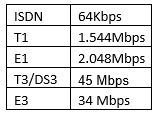 ISDN 64Kbps
T1 1.544Mbps
E1 2.048Mbps
T3/DS3 45 Mbps
E3 34 Mbps